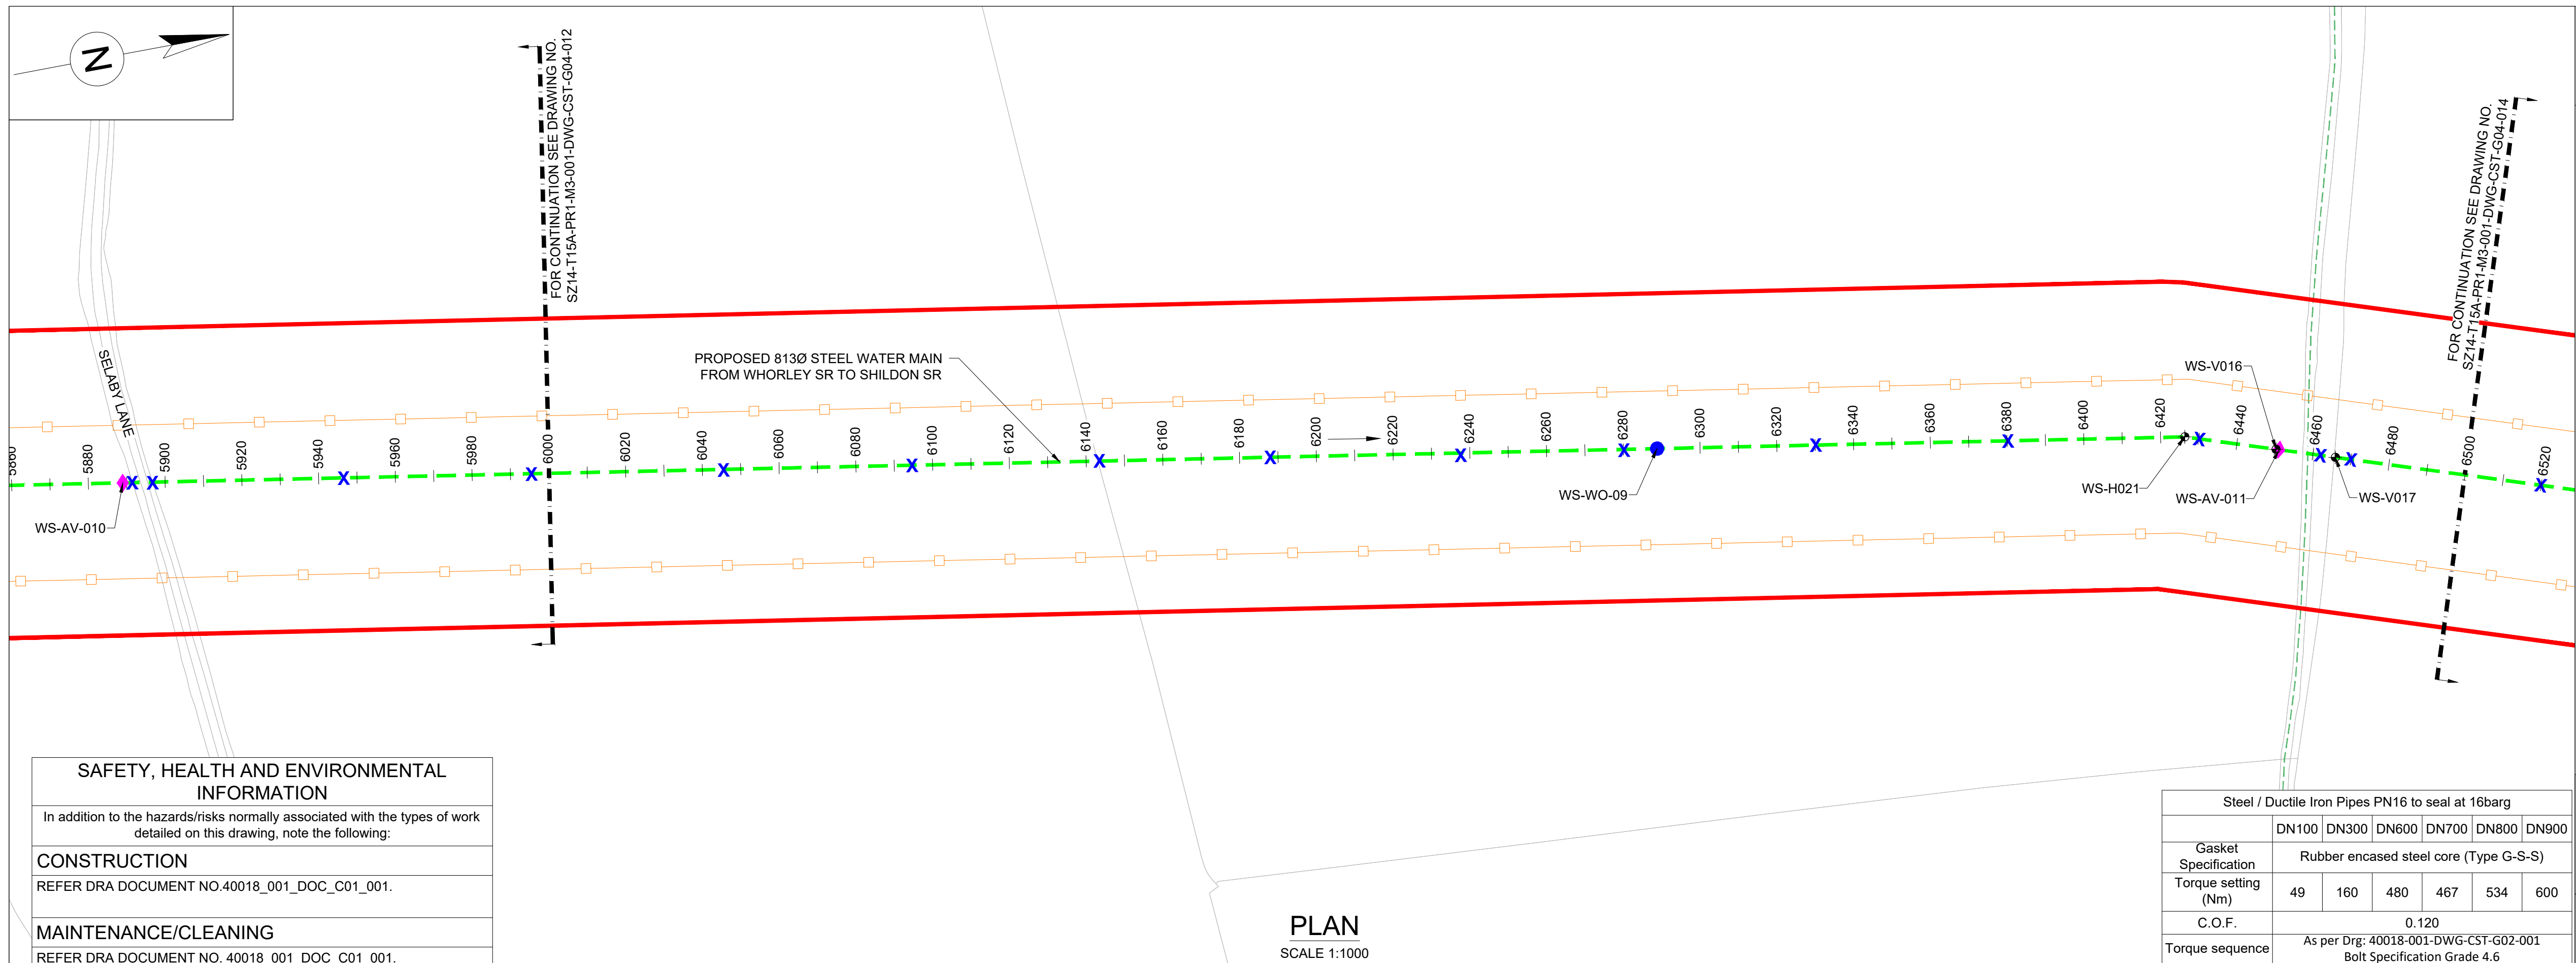 N
FOR CONTINUATION SEE DRAWING NO.
SZ14-T15A-PR1-M3-001-DWG-CST-G04-012
FOR CONTINUATION SEE DRAWING NO.
SZ14-T15A-PR1-M3-001-DWG-CST-G04-014
SELABY LANE
PROPOSED 813Ø STEEL WATER MAIN
FROM WHORLEY SR TO SHILDON SR
WS-V016
5860 5880 5900 5920 5940 5960 5980 6000 6020 6040 6060 6080 6100 6120 6140 6160 6180 6200 6220 6240 6260 6280 6300 6320 6340 6360 6380 6400 6420 6440 6460 6480 6500 6520
WS-AV-010
WS-WO-09
WS-H021
WS-AV-011
WS-V017
SAFETY, HEALTH AND ENVIRONMENTAL
INFORMATION
In addition to the hazards/risks normally associated with the types of work
detailed on this drawing, note the following:
CONSTRUCTION
REFER DRA DOCUMENT NO.40018_001_DOC_C01_001.
MAINTENANCE/CLEANING
REFER DRA DOCUMENT NO. 40018_001_DOC_C01_001.
PLAN
SCALE 1:1000
Steel / Ductile Iron Pipes PN16 to seal at 16barg
DN100 DN300 DN600 DN700 DN800 DN900
Gasket
Specification
Rubber encased steel core (Type G-S-S)
Torque setting
(Nm)
49 160 480 467 534 600
C.O.F.
0.120
Torque sequence
As per Drg: 40018-001-DWG-CST-G02-001
Bolt Specification Grade 4.6